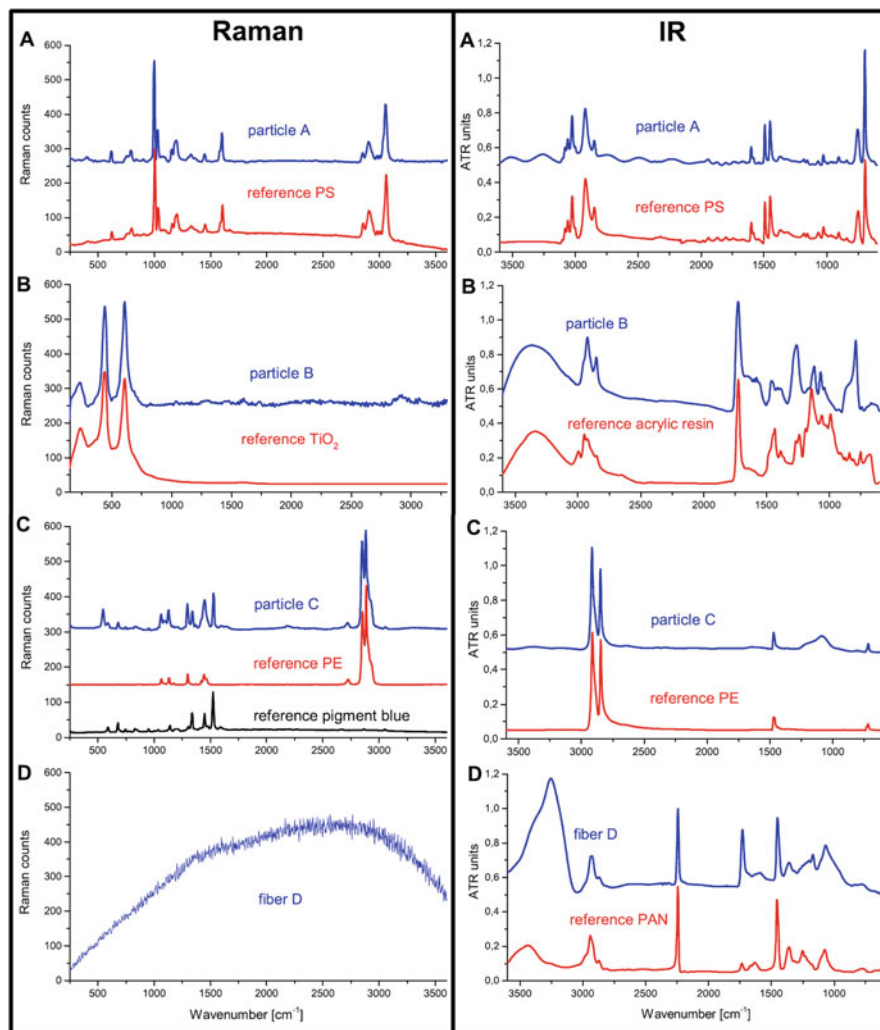 Raman
IR
A
600
500
400
300
200
100
0
Raman counts
particle A
reference PS
500 1000 1500 2000 2500 3000 3500
A
1,2
1,0
0,8
0,6
0,4
0,2
0,0
ATR units
particle A
reference PS
3600 3000 2500 2000 1500 1000
B
600
500
400
300
200
100
0
Raman counts
particle B
reference TiO₂
500 1000 1500 2000 2500 3000 3500
B
1,2
1,0
0,8
0,6
0,4
0,2
0,0
ATR units
particle B
reference acrylic resin
3600 3000 2500 2000 1500 1000
C
600
500
400
300
200
100
0
Raman counts
particle C
reference PE
reference pigment blue
500 1000 1500 2000 2500 3000 3500
C
1,2
1,0
0,8
0,6
0,4
0,2
0,0
ATR units
particle C
reference PE
3600 3000 2500 2000 1500 1000
D
600
500
400
300
200
100
0
Raman counts
fiber D
500 1000 1500 2000 2500 3000 3500
Wavenumber [cm⁻¹]
D
1,2
1,0
0,8
0,6
0,4
0,2
0,0
ATR units
fiber D
reference PAN
3600 3000 2500 2000 1500 1000
Wavenumber [cm⁻¹]